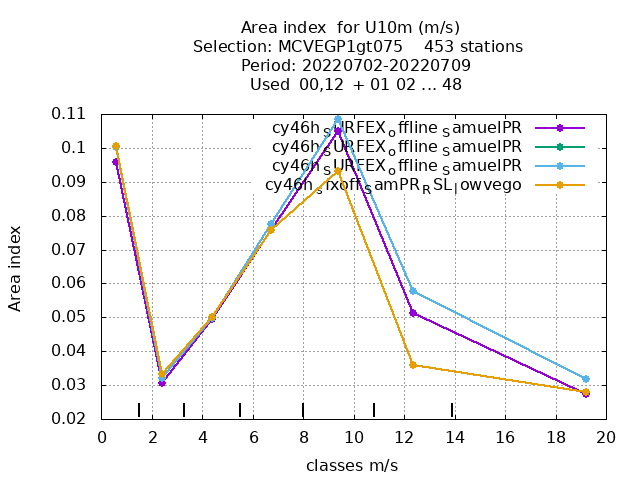 Area index  for U10m (m/s)
Selection: MCVEGP1gt075    453 stations
Period: 20220702-20220709
Used  00,12  + 01 02 ... 48
cy46h_SURFEX_offline_SamuelPR
cy46h_SURFEX_offline_SamuelPR
cy46h_SURFEX_offline_SamuelPR
cy46h_sfxoff_SamPR_RSL_lowvego
0.11
0.1
0.09
0.08
0.07
0.06
0.05
0.04
0.03
0.02
Area index
0 2 4 6 8 10 12 14 16 18 20
classes m/s